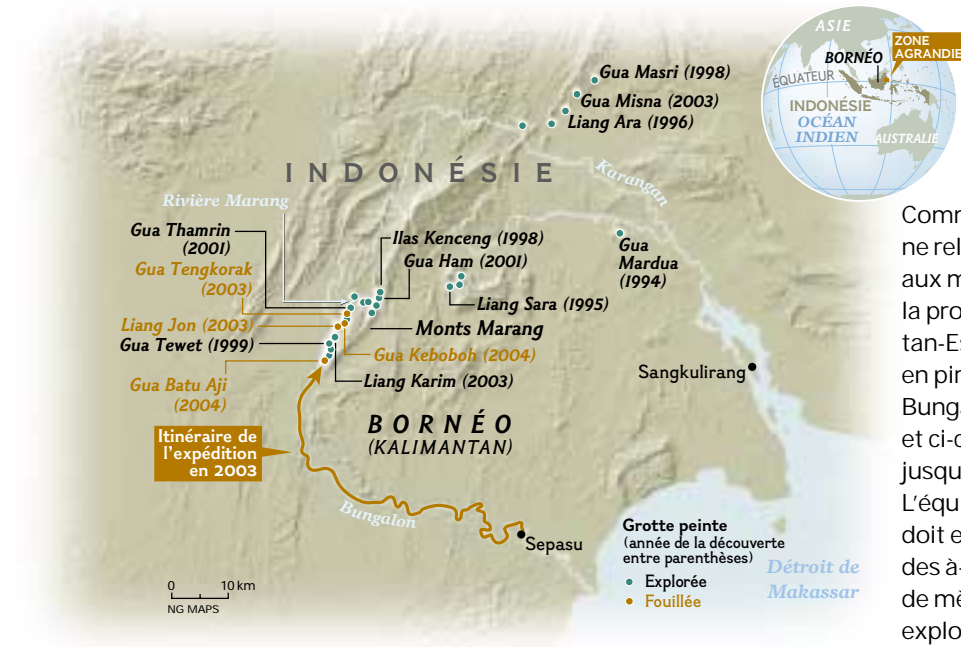 Gua Masri (1998)
Gua Misna (2003)
Liang Ara (1996)
INDONÉSIE
Karangan
Rivière Marang
Gua Thamrin
(2001)
Gua Tengkorak
(2003)
Liang Jon (2003)
Gua Tewet (1999)
Gua Batu Aji
(2004)
Ilas Kenceng (1998)
Gua Ham (2001)
Liang Sara (1995)
Monts Marang
Gua Keboboh (2004)
Liang Karim (2003)
Gua
Mardua
(1994)
Sangkulirang
BORNÉO
(KALIMANTAN)
Itinéraire de
l'expédition
en 2003
Bungalon
Sepasu
Détroit de
Makassar
Grotte peinte
(année de la découverte
entre parenthèses)
Explorée
Fouillée
0 10 km
NG MAPS
ASIE
ZONE
AGRANDIE
BORNÉO
ÉQUATEUR
INDONÉSIE
OCÉAN
INDIEN
AUSTRALIE
ne rel
aux m
la pro
tan-Es
en pir
Bunga
et ci-
jusqu
L'équ
doit e
des à-
de mè
explo